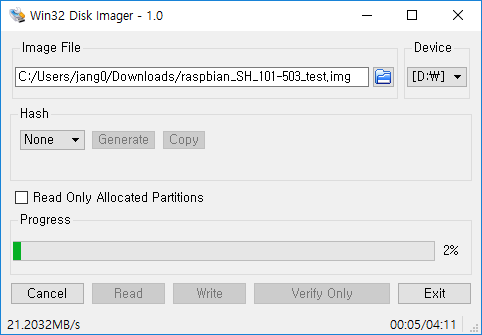 Win32 Disk Imager - 1.0
Image File
Device
C:/Users/jang0/Downloads/raspbian_SH_101-503_test.img
[D:₩]
Hash
None
Generate
Copy
Read Only Allocated Partitions
Progress
2%
Cancel
Read
Write
Verify Only
Exit
21.2032MB/s
00:05/04:11